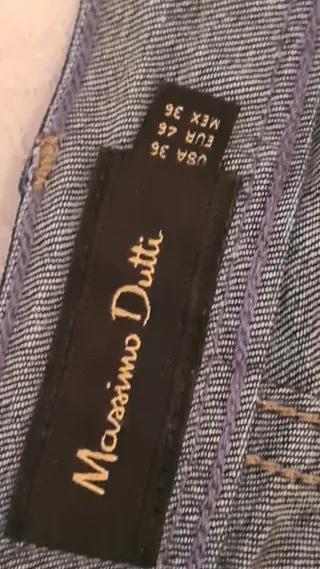 Massimo Dutti
USA 36
EUR 46
MEX 36